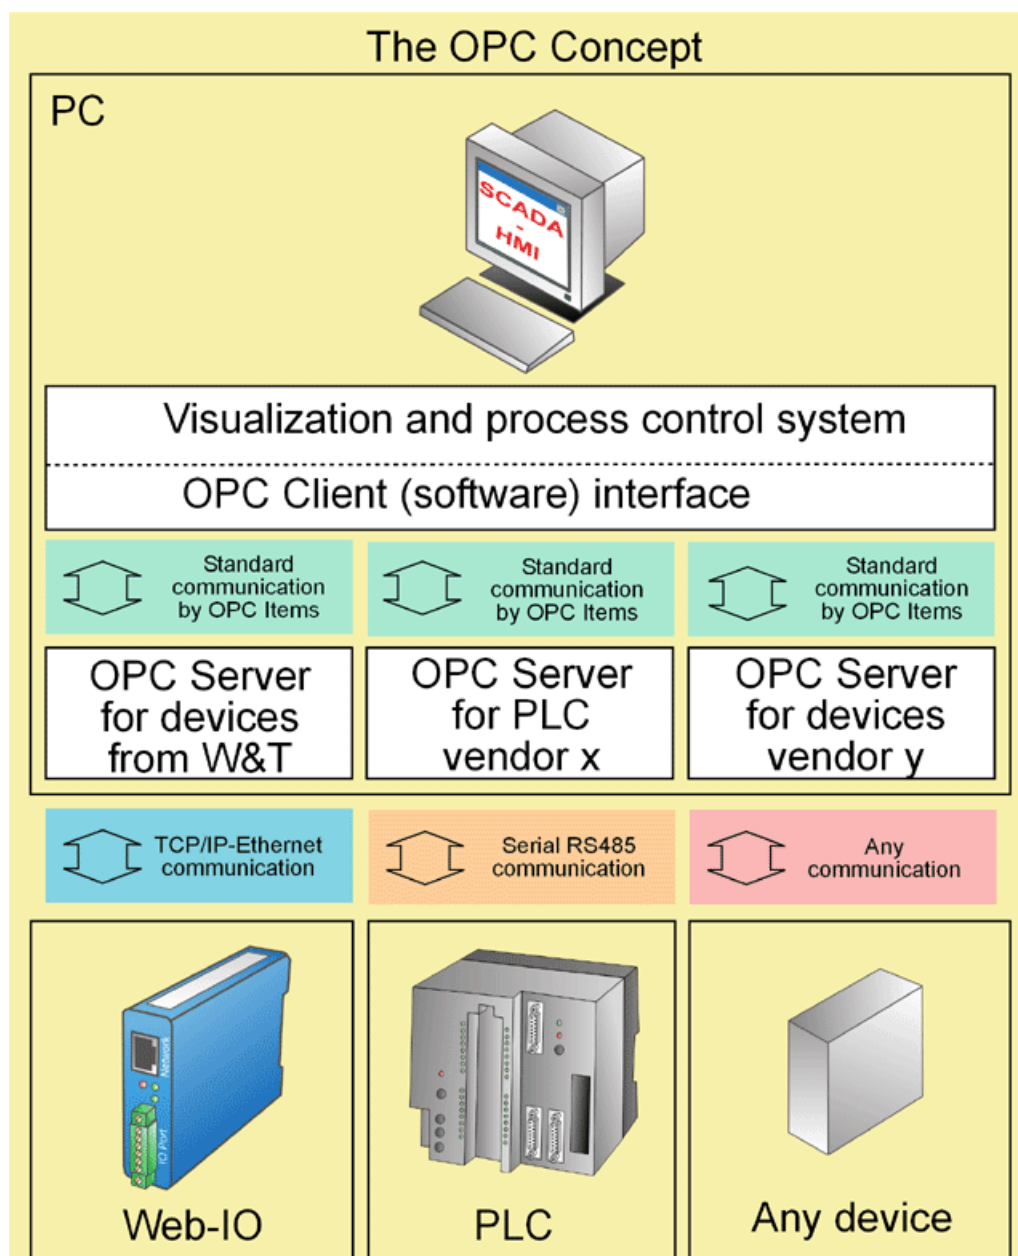 The OPC Concept
PC
SCADA
-
HMI
Visualization and process control system
OPC Client (software) interface
Standard
communication
by OPC Items
Standard
communication
by OPC Items
Standard
communication
by OPC Items
OPC Server
for devices
from W&T
OPC Server
for PLC
vendor x
OPC Server
for devices
vendor y
TCP/IP-Ethernet
communication
Serial RS485
communication
Any
communication
Network
IO Port
Web-IO
PLC
Any device